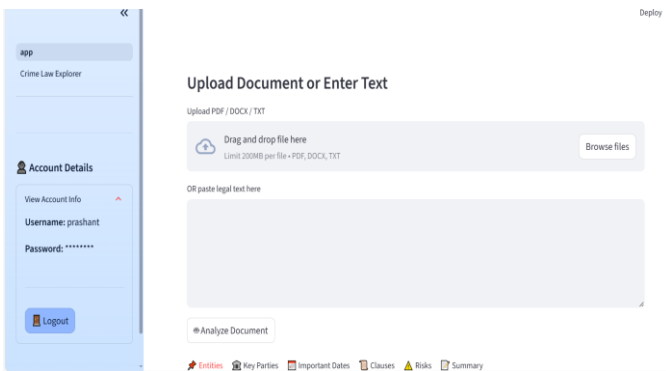 Deploy
app
Crime Law Explorer
Account Details
View Account Info
Username: prashant
Password: ********
Logout
Upload Document or Enter Text
Upload PDF / DOCX / TXT
Drag and drop file here
Limit 200MB per file • PDF, DOCX, TXT
Browse files
OR paste legal text here
Analyze Document
Entities Key Parties Important Dates Clauses Risks Summary